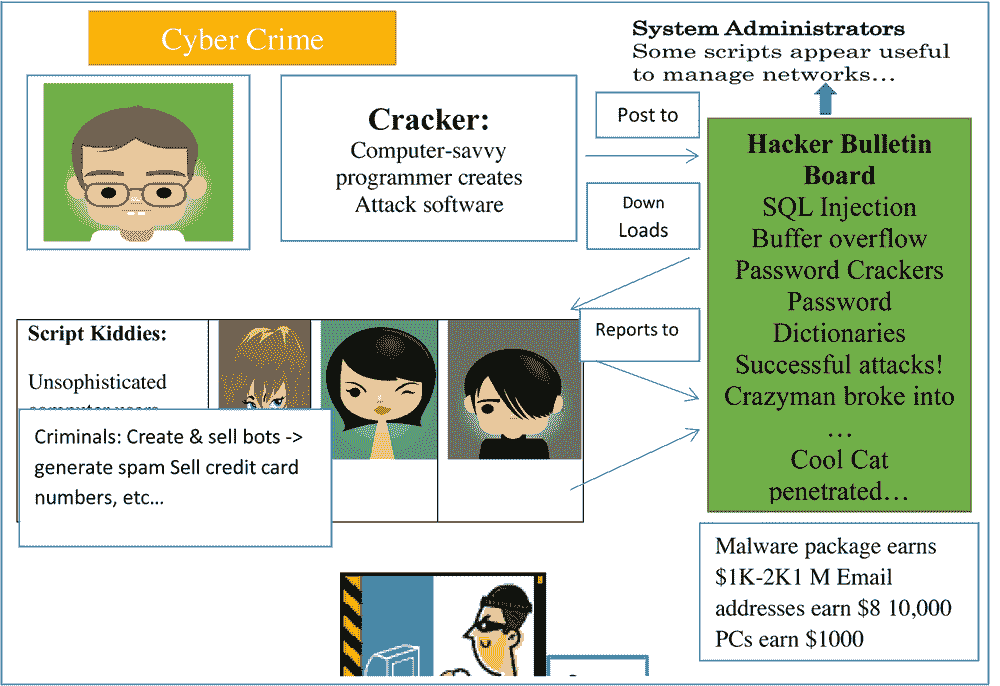 Cyber Crime
System Administrators
Some scripts appear useful
to manage networks…
Cracker:
Computer-savvy
programmer creates
Attack software
Post to
Down
Loads
Hacker Bulletin
Board
SQL Injection
Buffer overflow
Password Crackers
Password
Dictionaries
Successful attacks!
Crazyman broke into
…
Cool Cat
penetrated…
Reports to
Script Kiddies:
Unsophisticated
Criminals: Create & sell bots ->
generate spam Sell credit card
numbers, etc…
Malware package earns
$1K-2K1 M Email
addresses earn $8 10,000
PCs earn $1000